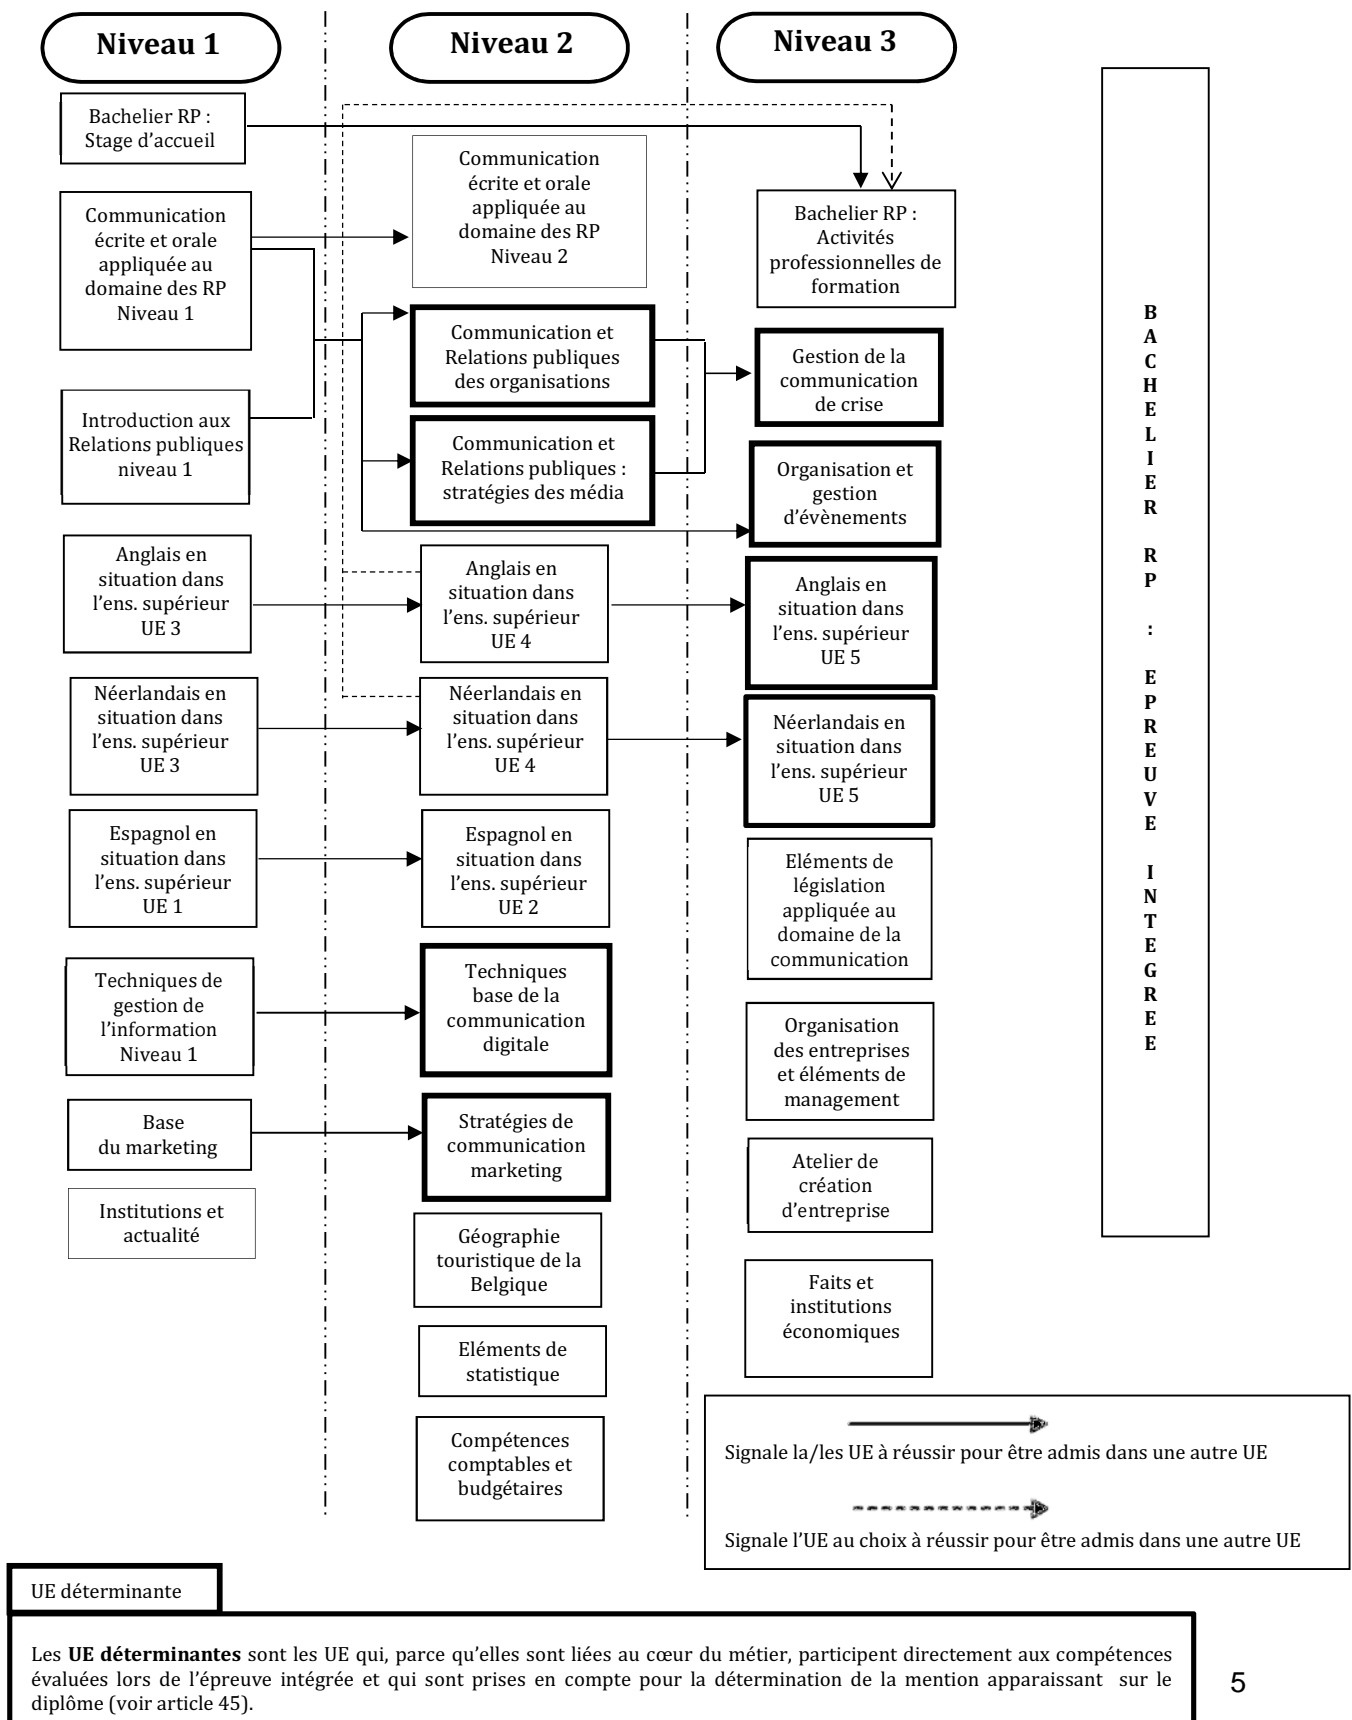 Niveau 1
Niveau 2
Niveau 3
Bachelier RP :
Stage d'accueil
Communication
écrite et orale
appliquée au
domaine des RP
Niveau 1
Introduction aux
Relations publiques
niveau 1
Anglais en
situation dans
l'ens. supérieur
UE 3
Néerlandais en
situation dans
l'ens. supérieur
UE 3
Espagnol en
situation dans
l'ens. supérieur
UE 1
Techniques de
gestion de
l'information
Niveau 1
Base
du marketing
Institutions et
actualité
Communication
écrite et orale
appliquée au
domaine des RP
Niveau 2
Communication et
Relations publiques
des organisations
Communication et
Relations publiques :
stratégies des média
Anglais en
situation dans
l'ens. supérieur
UE 4
Néerlandais en
situation dans
l'ens. supérieur
UE 4
Espagnol en
situation dans
l'ens. supérieur
UE 2
Techniques
base de la
communication
digitale
Stratégies de
communication
marketing
Géographie
touristique de la
Belgique
Eléments de
statistique
Compétences
comptables et
budgétaires
Bachelier RP :
Activités
professionnelles de
formation
Gestion de la
communication
de crise
Organisation et
gestion
d'évènements
Anglais en
situation dans
l'ens. supérieur
UE 5
Néerlandais en
situation dans
l'ens. supérieur
UE 5
Eléments de
législation
appliquée au
domaine de la
communication
Organisation
des entreprises
et éléments de
management
Atelier de
création
d'entreprise
Faits et
institutions
économiques
BACHELIER RP : EPREUVE INTEGREE
Signale la/les UE à réussir pour être admis dans une autre UE
Signale l'UE au choix à réussir pour être admis dans une autre UE
UE déterminante
Les UE déterminantes sont les UE qui, parce qu'elles sont liées au cœur du métier, participent directement aux compétences
évaluées lors de l'épreuve intégrée et qui sont prises en compte pour la détermination de la mention apparaissant sur le
diplôme (voir article 45).
5